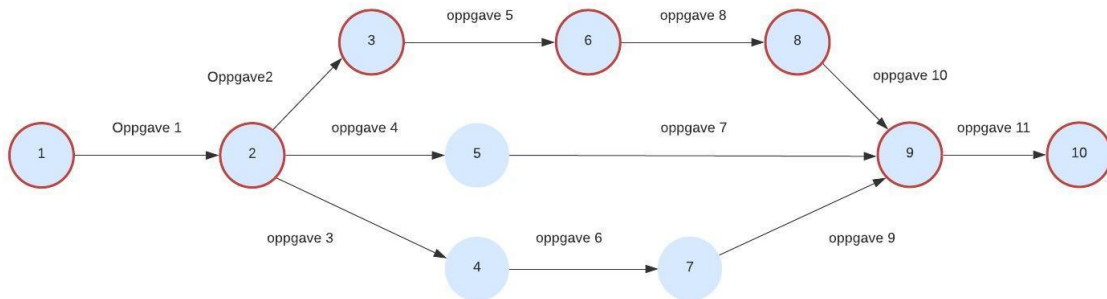 oppgave 5
oppgave 8
3
6
8
Oppgave2
oppgave 10
Oppgave 1
oppgave 4
oppgave 7
oppgave 11
1
2
5
9
10
oppgave 3
oppgave 6
oppgave 9
4
7